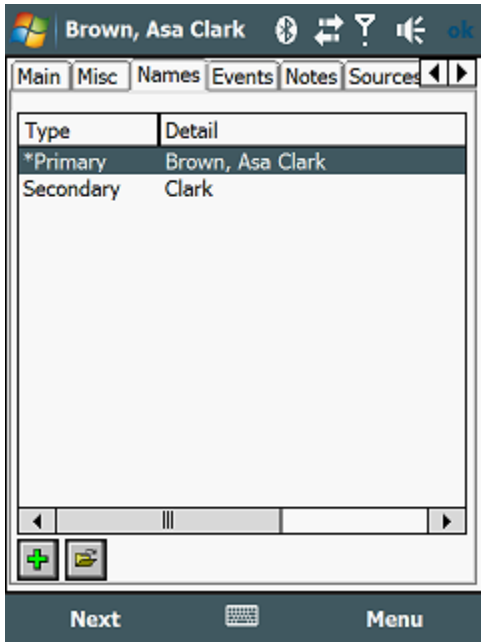 Brown, Asa Clark ok
Main Misc Names Events Notes Sources
Type Detail
*Primary Brown, Asa Clark
Secondary Clark
Next Menu